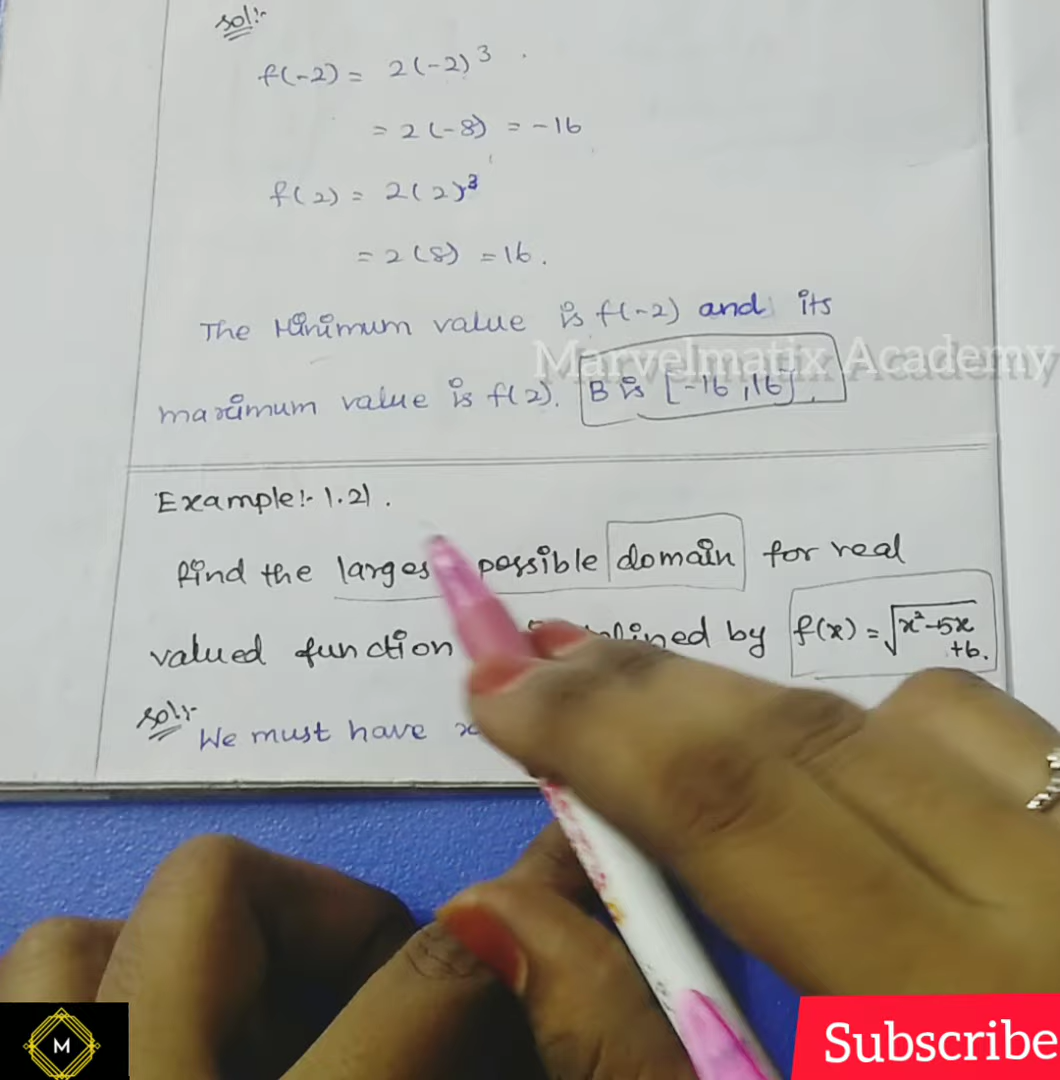 sol:-
f(-2) = 2(-2)³
= 2(-8) = -16
f(2) = 2(2)³
= 2(8) = 16.
The Minimum value is f(-2) and its
Marvelmatix Academy
maximum value is f(2). B is [-16,16].
Example:- 1.21.
Find the possible domain for real
valued function by f(x) = √x²-5x
+6.
sol:-
We must have
M
Subscribe